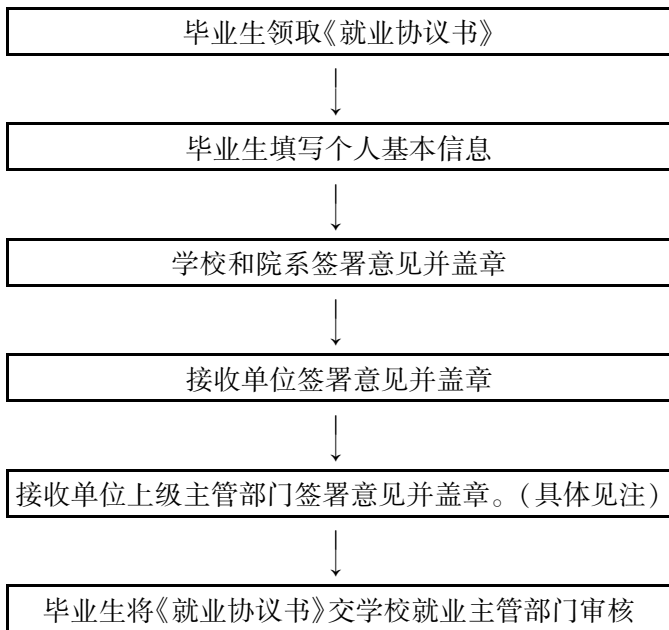 毕业生领取《就业协议书》
毕业生填写个人基本信息
学校和院系签署意见并盖章
接收单位签署意见并盖章
接收单位上级主管部门签署意见并盖章。(具体见注)
毕业生将《就业协议书》交学校就业主管部门审核